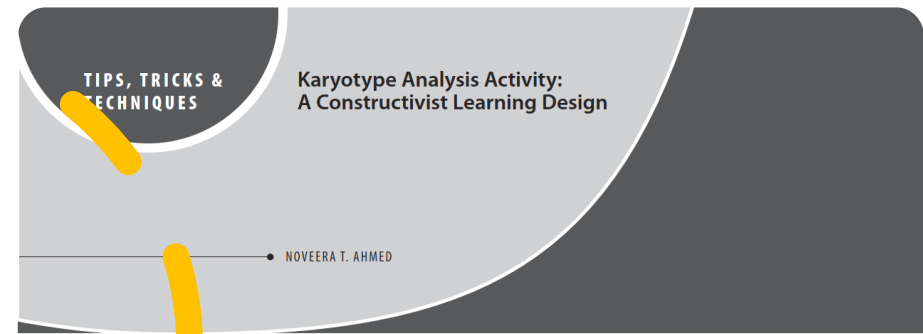 TIPS, TRICKS &
TECHNIQUES
Karyotype Analysis Activity:
A Constructivist Learning Design
NOVEERA T. AHMED